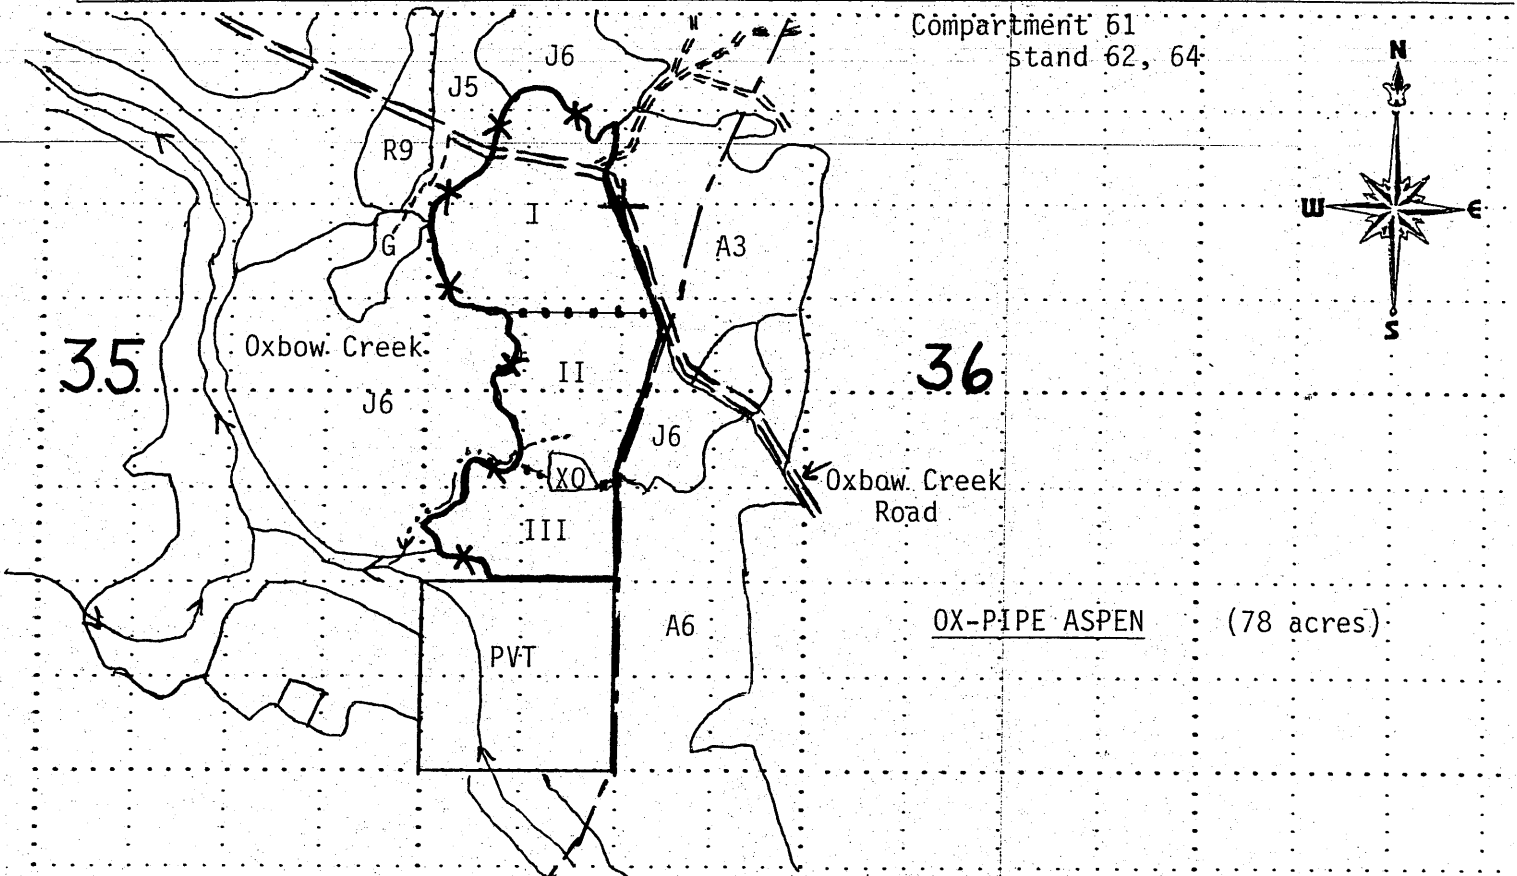 Compartment 61
stand 62, 64
N
J6
J5
R9
I
W
E
G
A3
S
35
Oxbow Creek
36
II
J6
J6
XO
Oxbow Creek
Road
III
OX-PIPE ASPEN (78 acres)
A6
PVT